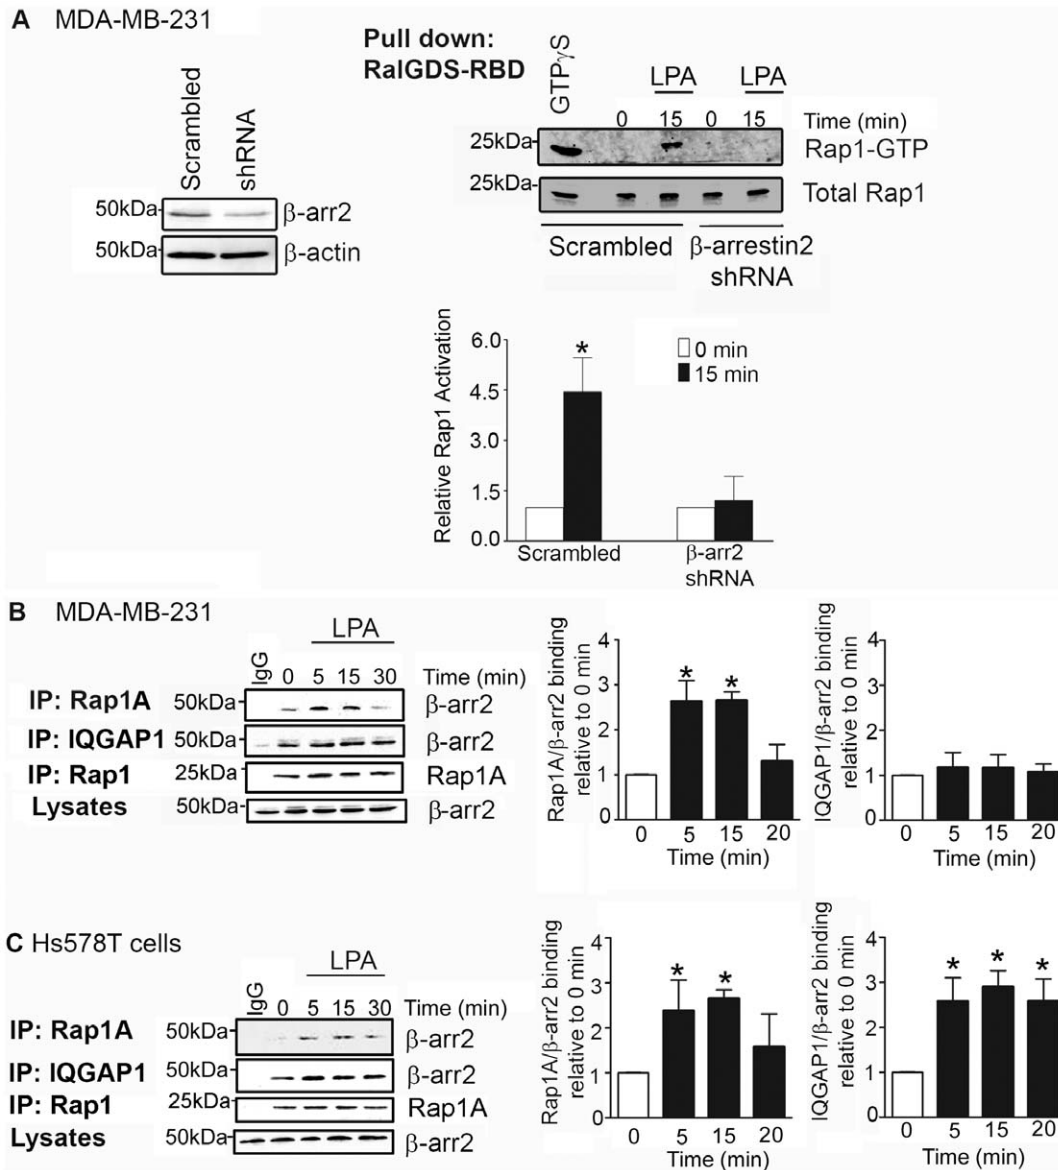 A MDA-MB-231
Scrambled
shRNA
50kDa- β-arr2
β-actin
Pull down:
RalGDS-RBD
GTPγS
LPA LPA
0 15 0 15 Time (min)
25kDa- Rap1-GTP
25kDa- Total Rap1
Scrambled β-arrestin2
shRNA
Relative Rap1 Activation
6.0
4.5
3.0
1.5
0.0
*
0 min
15 min
Scrambled β-arr2
shRNA
B MDA-MB-231
LPA
IgG 0 5 15 30 Time (min)
IP: Rap1A 50kDa- β-arr2
IP: IQGAP1 50kDa- β-arr2
IP: Rap1 25kDa- Rap1A
Lysates 50kDa- β-arr2
Rap1A/β-arr2 binding
relative to 0 min
4
3
2
1
0
* *
0 5 15 20
Time (min)
IQGAP1/β-arr2 binding
relative to 0 min
4
3
2
1
0
0 5 15 20
Time (min)
C Hs578T cells
LPA
IgG 0 5 15 30 Time (min)
IP: Rap1A 50kDa- β-arr2
IP: IQGAP1 50kDa- β-arr2
IP: Rap1 25kDa- Rap1A
Lysates 50kDa- β-arr2
Rap1A/β-arr2 binding
relative to 0 min
4
3
2
1
0
* *
0 5 15 20
Time (min)
IQGAP1/β-arr2 binding
relative to 0 min
4
3
2
1
0
* * *
0 5 15 20
Time (min)